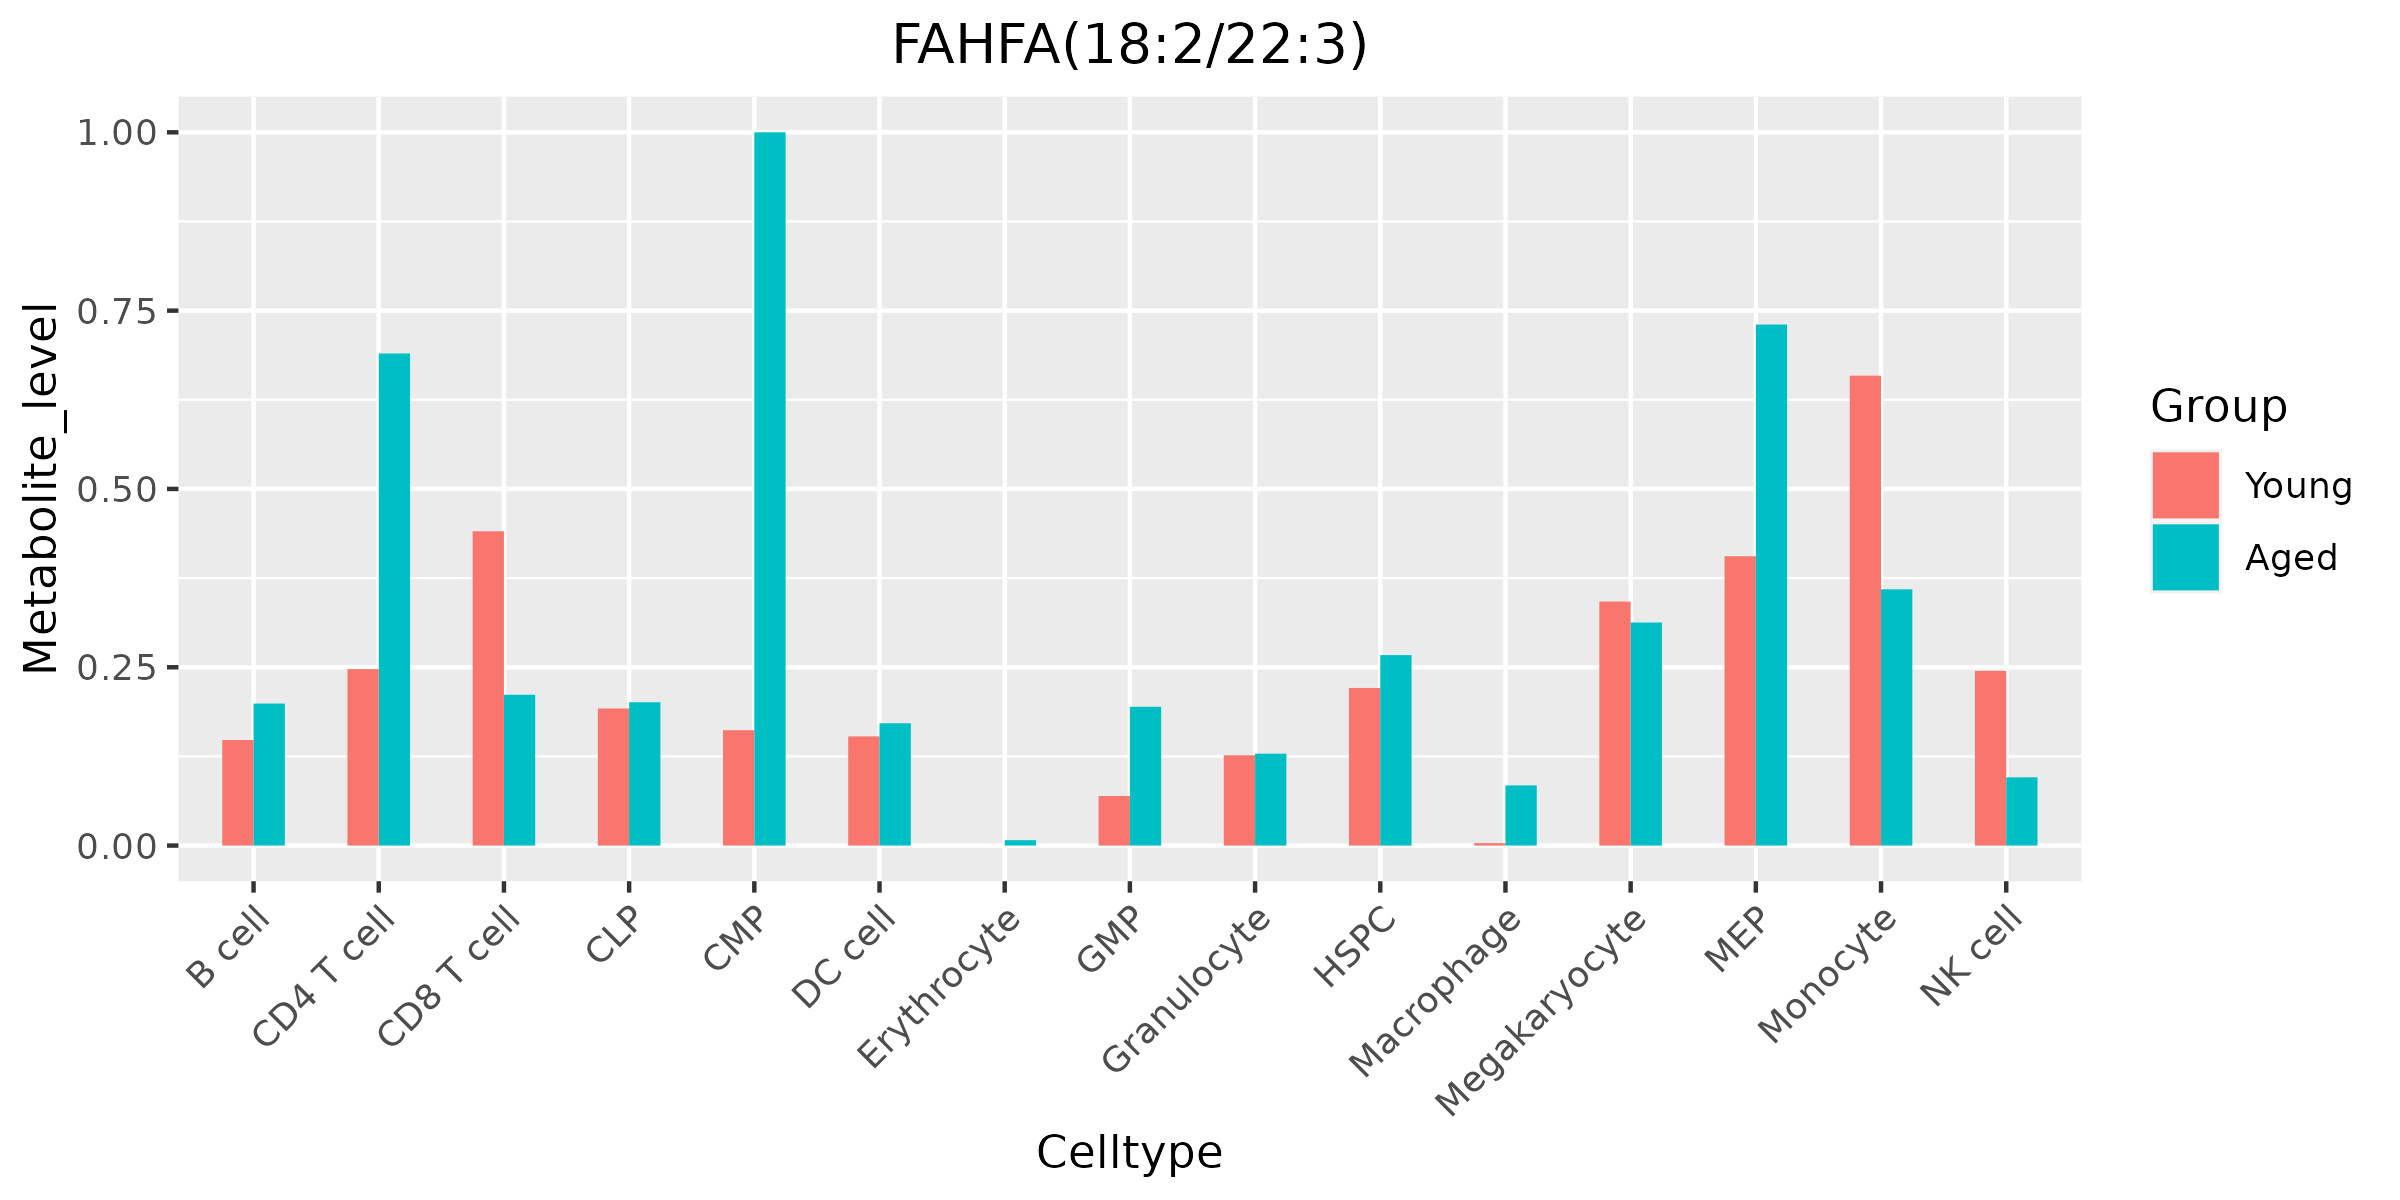 FAHFA(18:2/22:3)
Metabolite_level
1.00
0.75
0.50
0.25
0.00
B cell
CD4 T cell
CD8 T cell
CLP
CMP
DC cell
Erythrocyte
GMP
Granulocyte
HSPC
Macrophage
Megakaryocyte
MEP
Monocyte
NK cell
Celltype
Group
Young
Aged